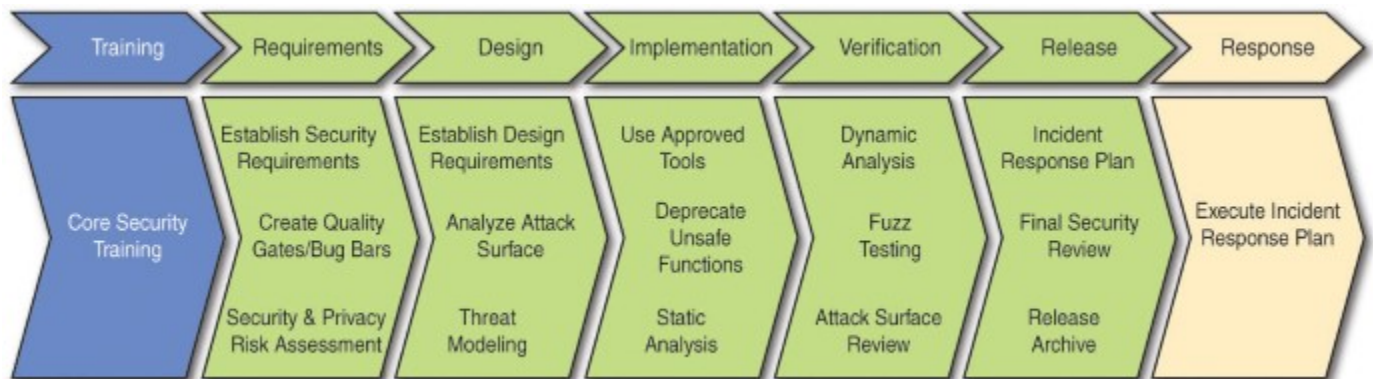 Training
Requirements
Design
Implementation
Verification
Release
Response
Core Security
Training
Establish Security
Requirements
Create Quality
Gates/Bug Bars
Security & Privacy
Risk Assessment
Establish Design
Requirements
Analyze Attack
Surface
Threat
Modeling
Use Approved
Tools
Deprecate
Unsafe
Functions
Static
Analysis
Dynamic
Analysis
Fuzz
Testing
Attack Surface
Review
Incident
Response Plan
Final Security
Review
Release
Archive
Execute Incident
Response Plan